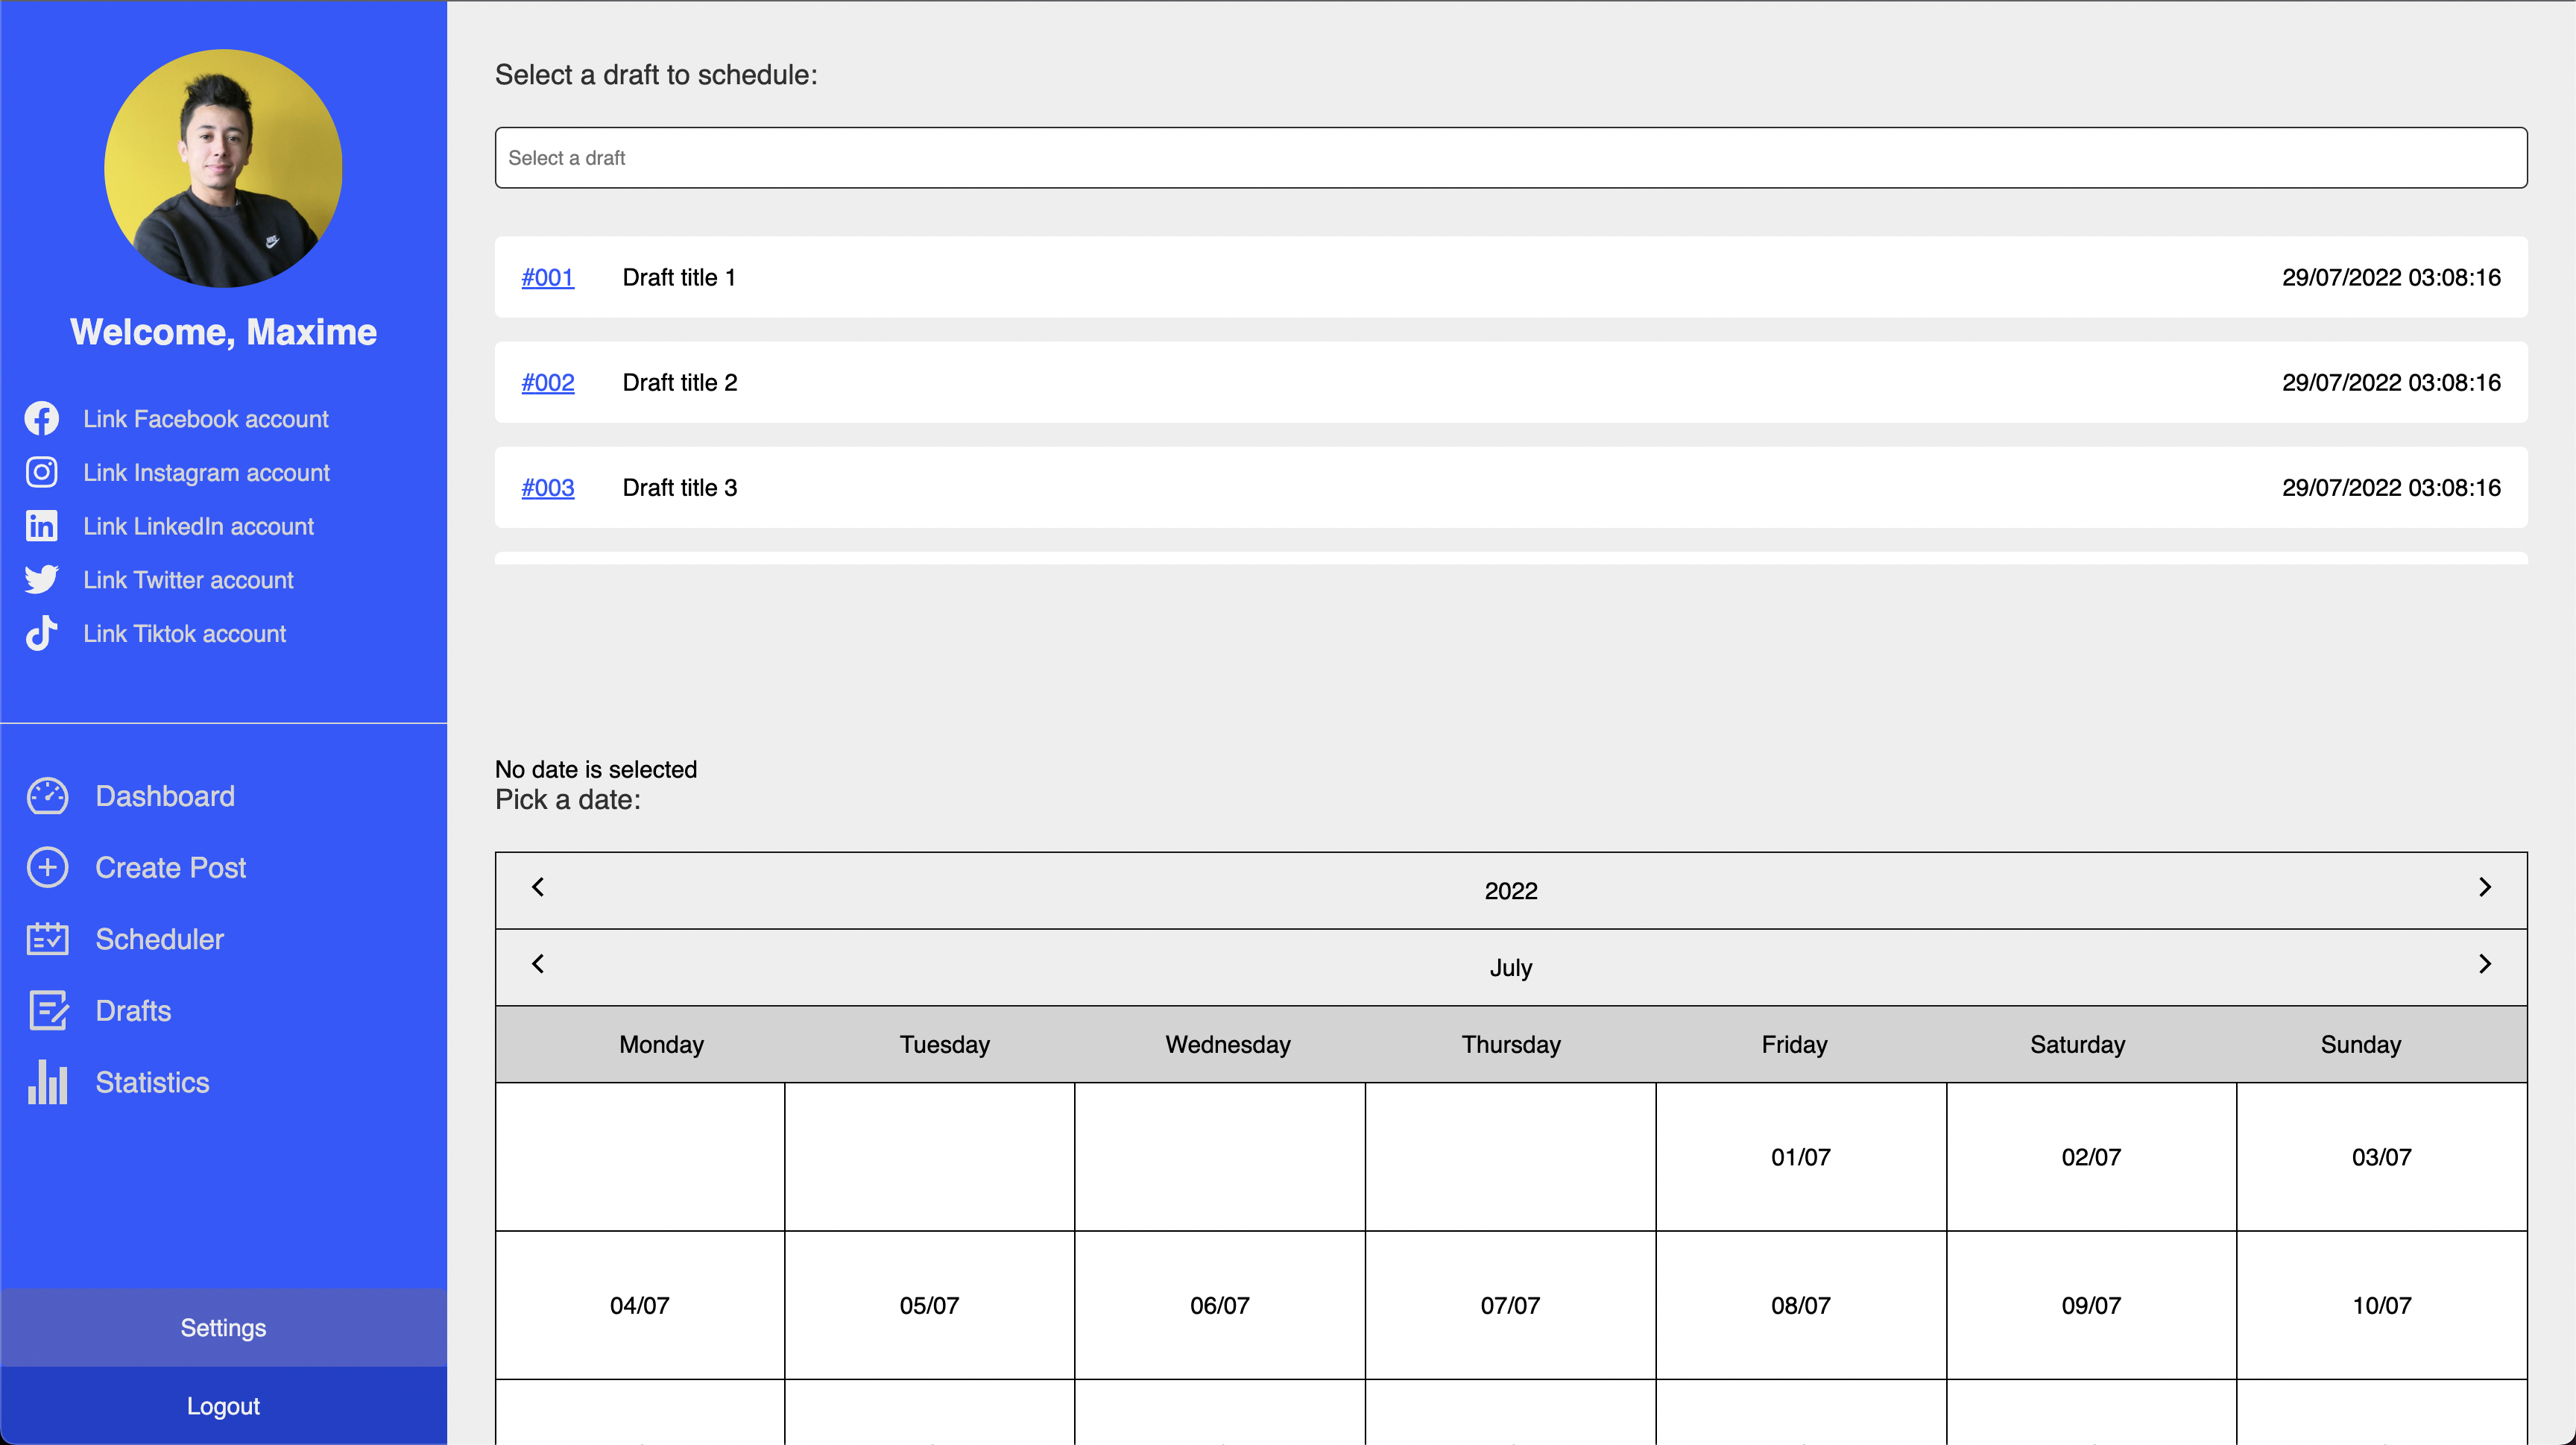 Welcome, Maxime
Link Facebook account
Link Instagram account
Link LinkedIn account
Link Twitter account
Link Tiktok account
Dashboard
Create Post
Scheduler
Drafts
Statistics
Settings
Logout
Select a draft to schedule:
Select a draft
#001 Draft title 1 29/07/2022 03:08:16
#002 Draft title 2 29/07/2022 03:08:16
#003 Draft title 3 29/07/2022 03:08:16
No date is selected
Pick a date:
2022
July
Monday Tuesday Wednesday Thursday Friday Saturday Sunday
01/07 02/07 03/07
04/07 05/07 06/07 07/07 08/07 09/07 10/07